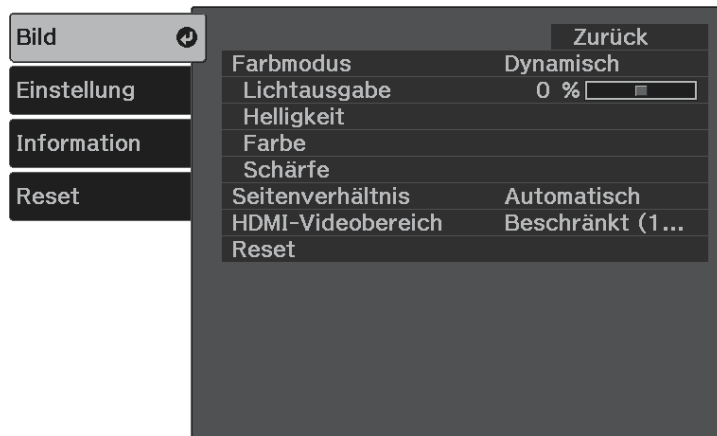 Bild
Einstellung
Information
Reset
Zurück
Farbmodus Dynamisch
Lichtausgabe 0 %
Helligkeit
Farbe
Schärfe
Seitenverhältnis Automatisch
HDMI-Videobereich Beschränkt (1...
Reset